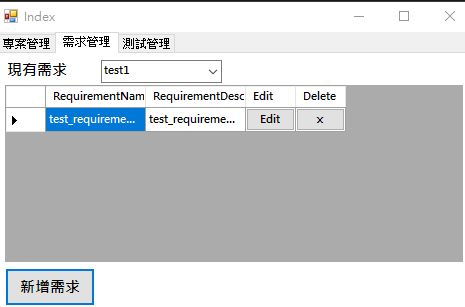 Index
專案管理 需求管理 測試管理
現有需求 test1
RequirementNam RequirementDesc Edit Delete
test_requireme... test_requireme... Edit x
新增需求